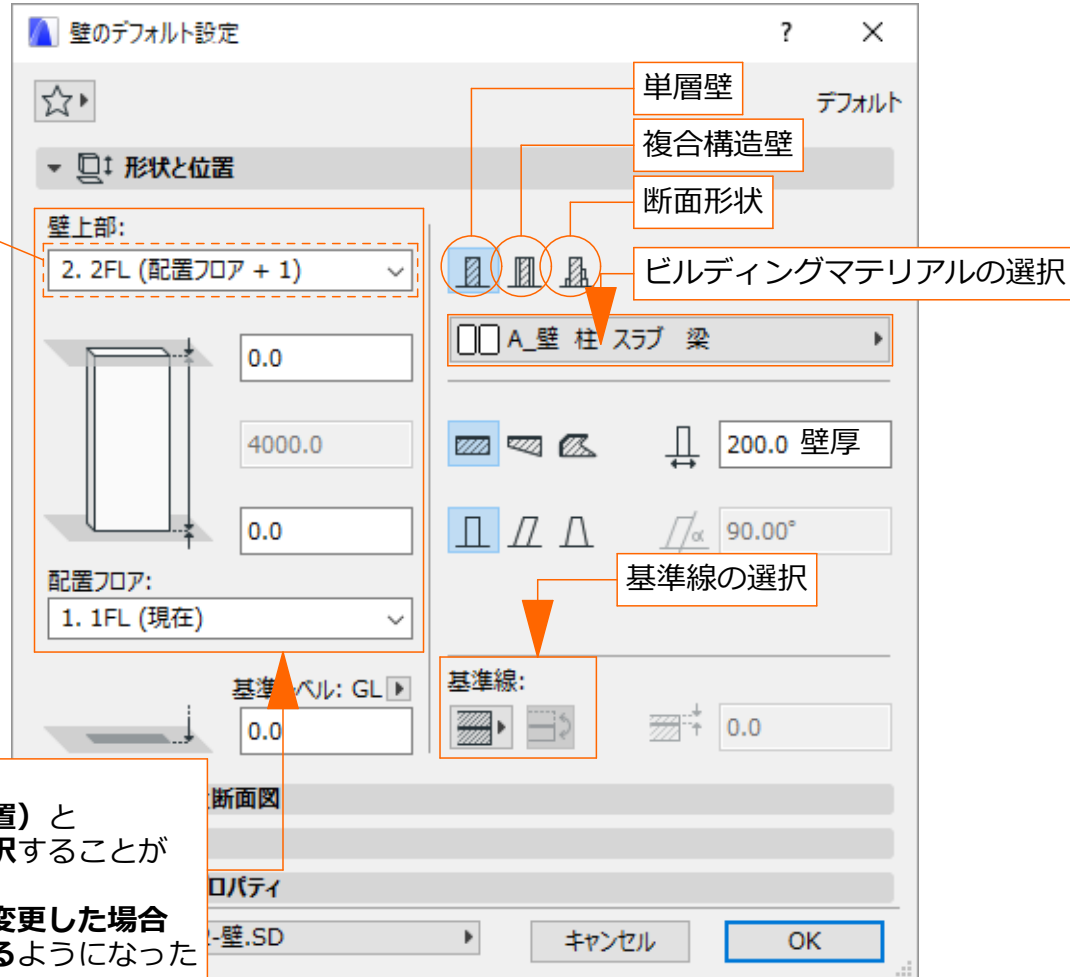 壁のデフォルト設定
?
×
単層壁
デフォルト
複合構造壁
形状と位置
断面形状
壁上部:
2. 2FL (配置フロア + 1)
ビルディングマテリアルの選択
A_壁 柱 スラブ 梁
0.0
4000.0
200.0 壁厚
0.0
α 90.00°
配置フロア:
基準線の選択
1. 1FL (現在)
基準レベル: GL
基準線:
0.0
0.0
断面図
置)と
択することが
ロパティ
変更した場合
るようになった
-壁.SD
キャンセル
OK